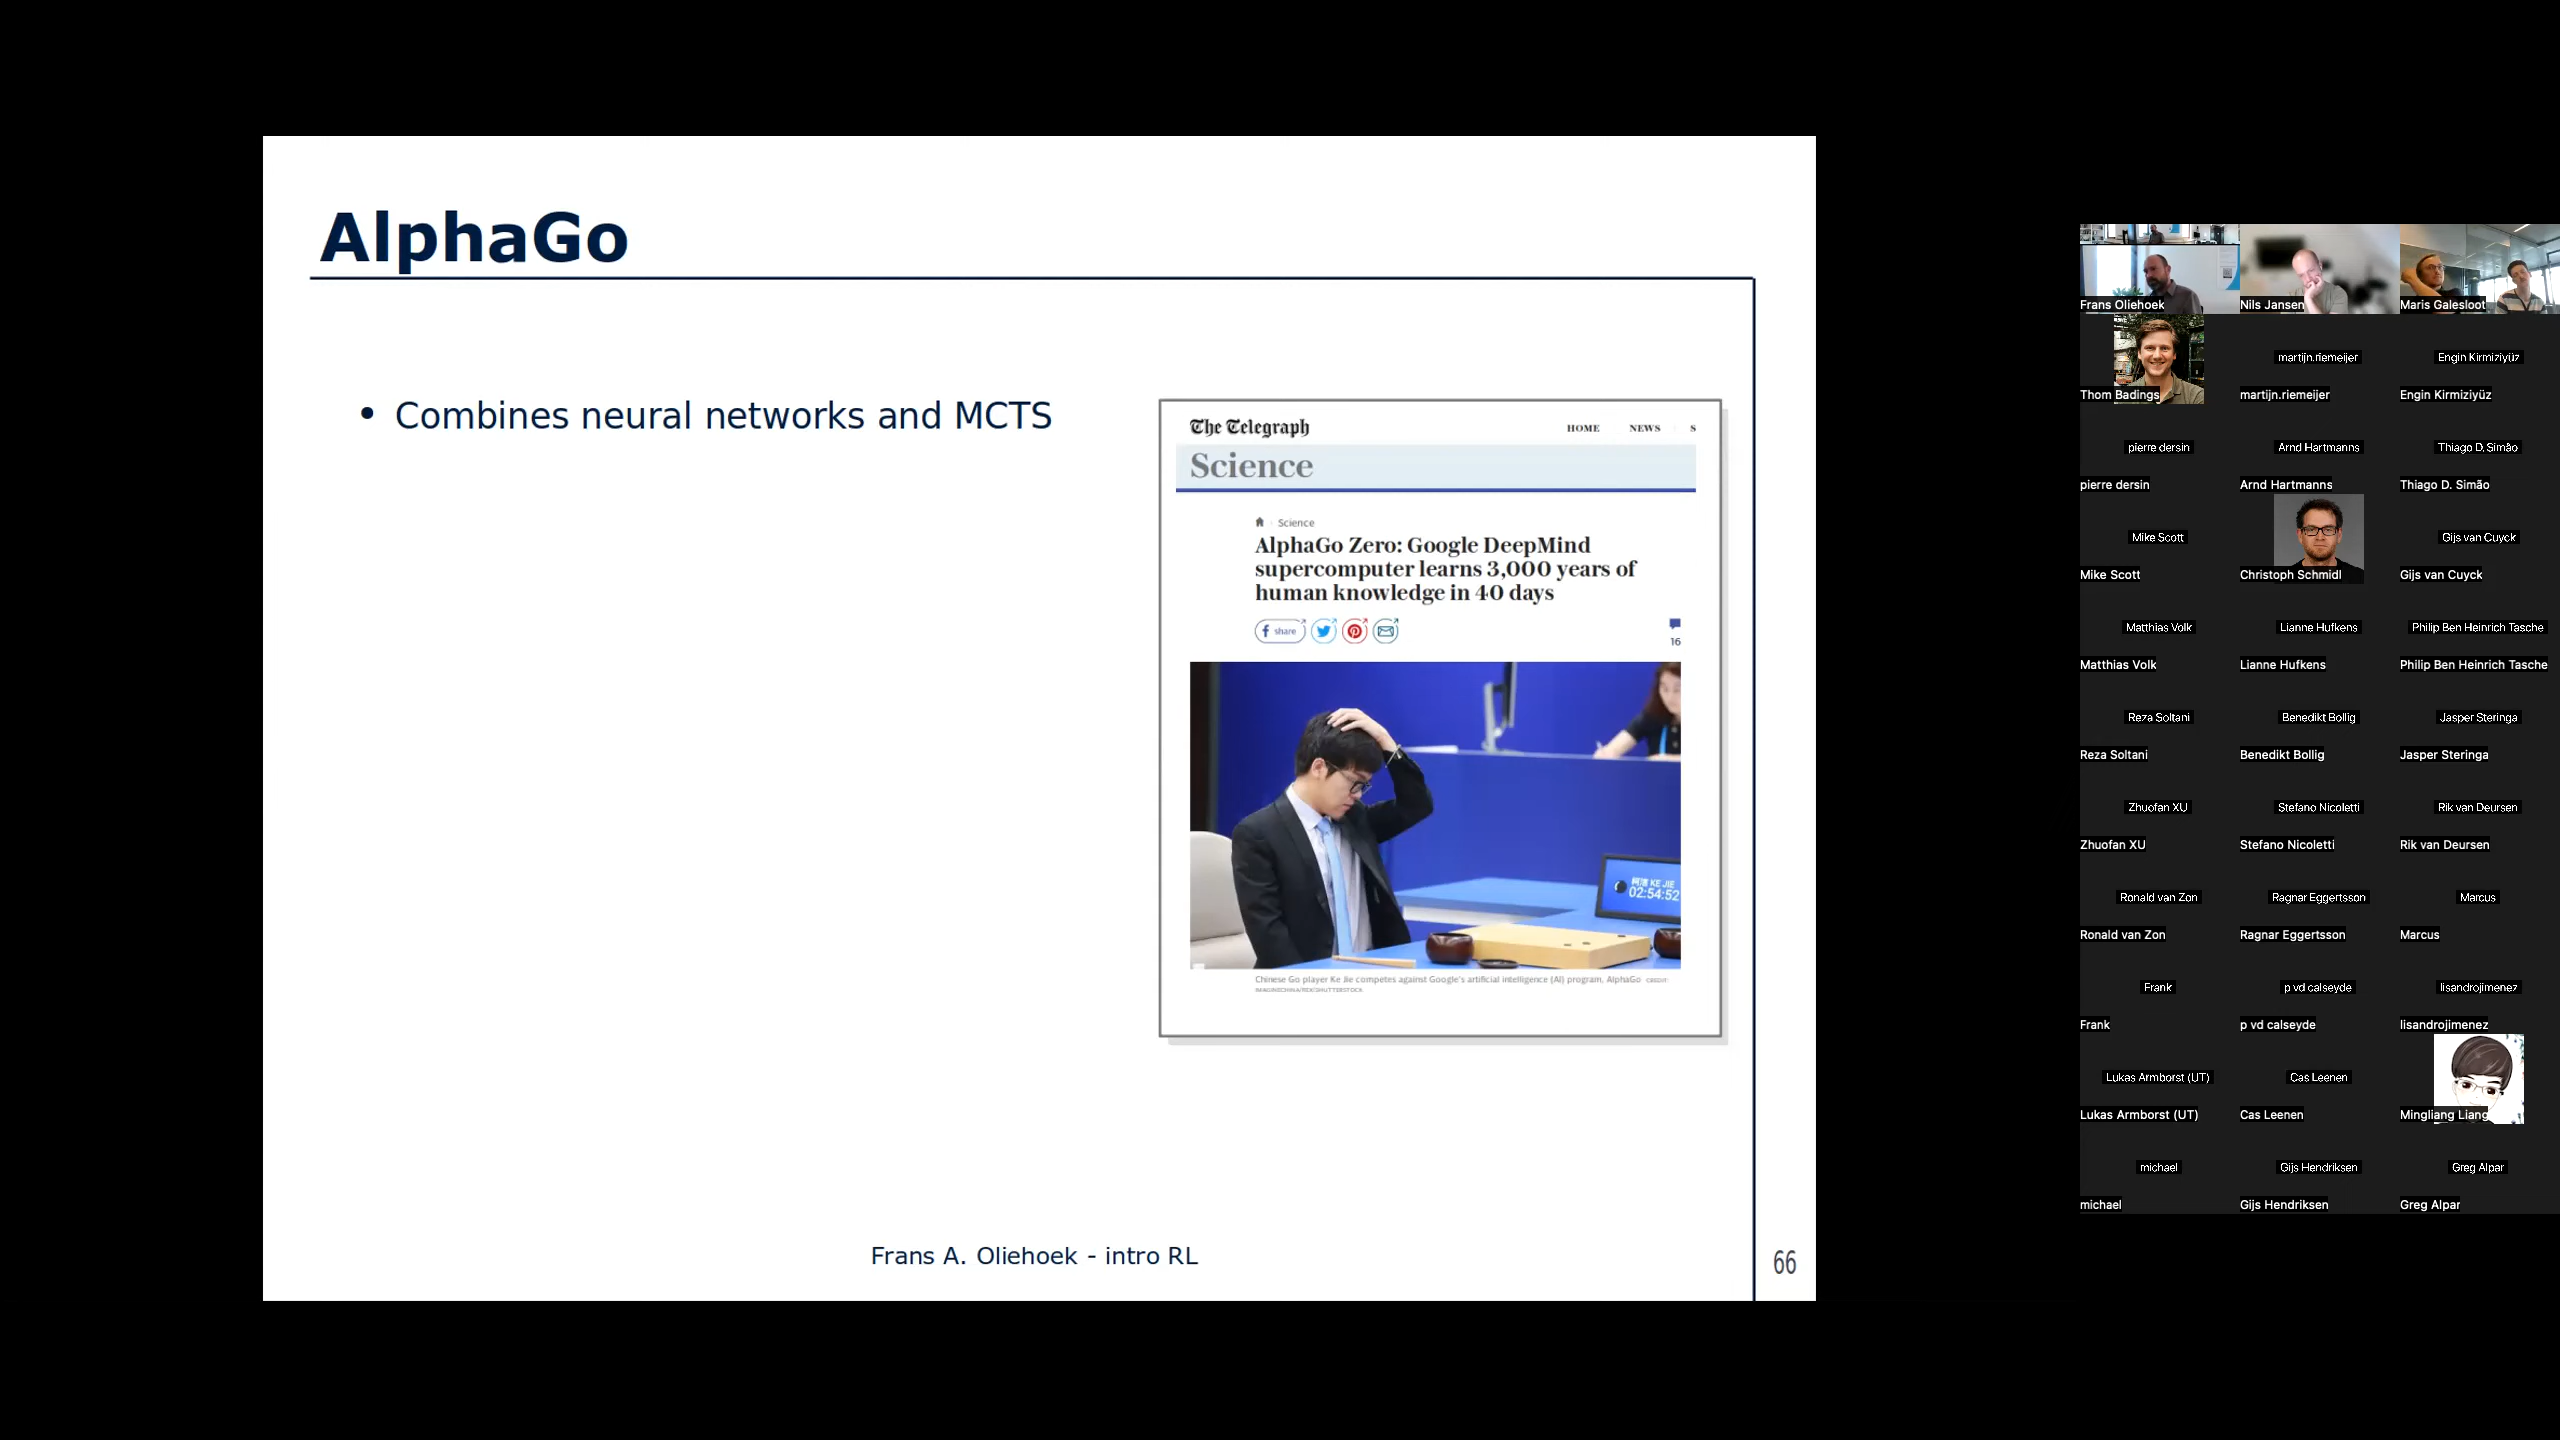 AlphaGo
• Combines neural networks and MCTS
The Telegraph
HOME NEWS S
Science
Science
AlphaGo Zero: Google DeepMind
supercomputer learns 3,000 years of
human knowledge in 40 days
share
16
KE JIE
02:54:52
Chinese Go player Ke Jie competes against Google's artificial intelligence (AI) program, AlphaGo CREDIT:
IMAGINECHINA/REX/SHUTTERSTOCK
Frans A. Oliehoek - intro RL
66
Frans Oliehoek
Nils Jansen
Maris Galesloot
martijn.riemeijer
Engin Kirmiziyüz
Thom Badings
martijn.riemeijer
Engin Kirmiziyüz
pierre dersin
Arnd Hartmanns
Thiago D. Simão
pierre dersin
Arnd Hartmanns
Thiago D. Simão
Mike Scott
Gijs van Cuyck
Mike Scott
Christoph Schmidl
Gijs van Cuyck
Matthias Volk
Lianne Hufkens
Philip Ben Heinrich Tasche
Matthias Volk
Lianne Hufkens
Philip Ben Heinrich Tasche
Reza Soltani
Benedikt Bollig
Jasper Steringa
Reza Soltani
Benedikt Bollig
Jasper Steringa
Zhuofan XU
Stefano Nicoletti
Rik van Deursen
Zhuofan XU
Stefano Nicoletti
Rik van Deursen
Ronald van Zon
Ragnar Eggertsson
Marcus
Ronald van Zon
Ragnar Eggertsson
Marcus
Frank
p vd calseyde
lisandrojimenez
Frank
p vd calseyde
lisandrojimenez
Lukas Armborst (UT)
Cas Leenen
Lukas Armborst (UT)
Cas Leenen
Mingliang Liang
michael
Gijs Hendriksen
Greg Alpar
michael
Gijs Hendriksen
Greg Alpar